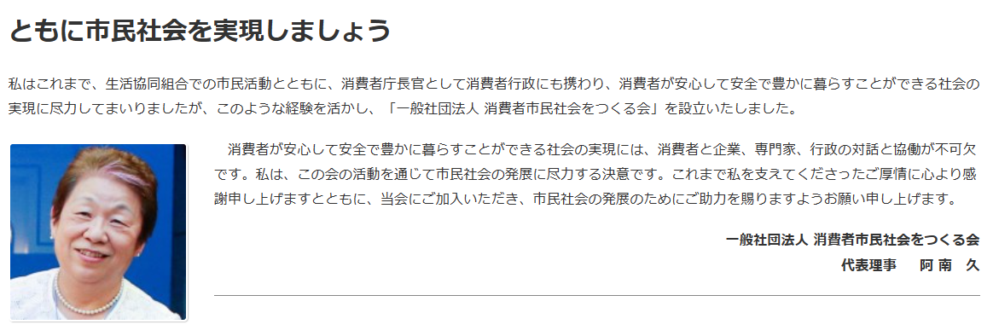 ともに市民社会を実現しましょう
私はこれまで、生活協同組合での市民活動とともに、消費者庁長官として消費者行政にも携わり、消費者が安心して安全で豊かに暮らすことができる社会の
実現に尽力してまいりましたが、このような経験を活かし、「一般社団法人 消費者市民社会をつくる会」を設立いたしました。
消費者が安心して安全で豊かに暮らすことができる社会の実現には、消費者と企業、専門家、行政の対話と協働が不可欠
です。私は、この会の活動を通じて市民社会の発展に尽力する決意です。これまで私を支えてくださったご厚情に心より感
謝申し上げますとともに、当会にご加入いただき、市民社会の発展のためにご助力を賜りますようお願い申し上げます。
一般社団法人 消費者市民社会をつくる会
代表理事　阿 南　久